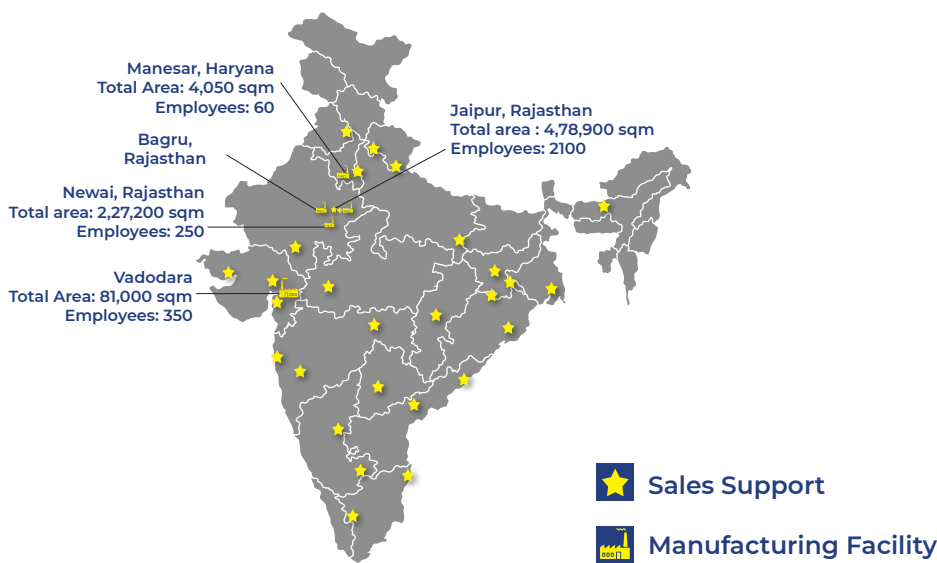 Manesar, Haryana
Total Area: 4,050 sqm
Employees: 60
Jaipur, Rajasthan
Total area : 4,78,900 sqm
Employees: 2100
Bagru,
Rajasthan
Newai, Rajasthan
Total area: 2,27,200 sqm
Employees: 250
Vadodara
Total Area: 81,000 sqm
Employees: 350
Sales Support
Manufacturing Facility